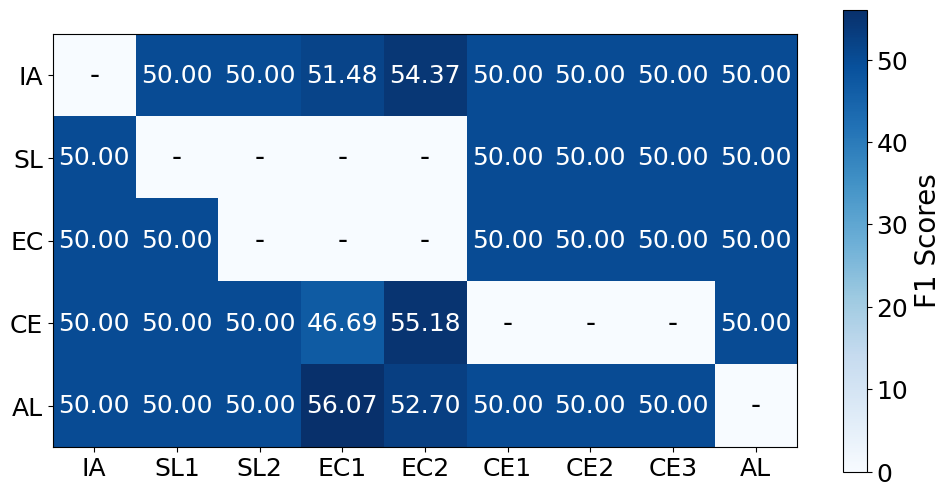 IA - 50.00 50.00 51.48 54.37 50.00 50.00 50.00 50.00
SL 50.00 - - - - 50.00 50.00 50.00 50.00
EC 50.00 50.00 - - - 50.00 50.00 50.00 50.00
CE 50.00 50.00 50.00 46.69 55.18 - - - 50.00
AL 50.00 50.00 50.00 56.07 52.70 50.00 50.00 50.00 -
IA SL1 SL2 EC1 EC2 CE1 CE2 CE3 AL
50
40
30
20
10
0
F1 Scores